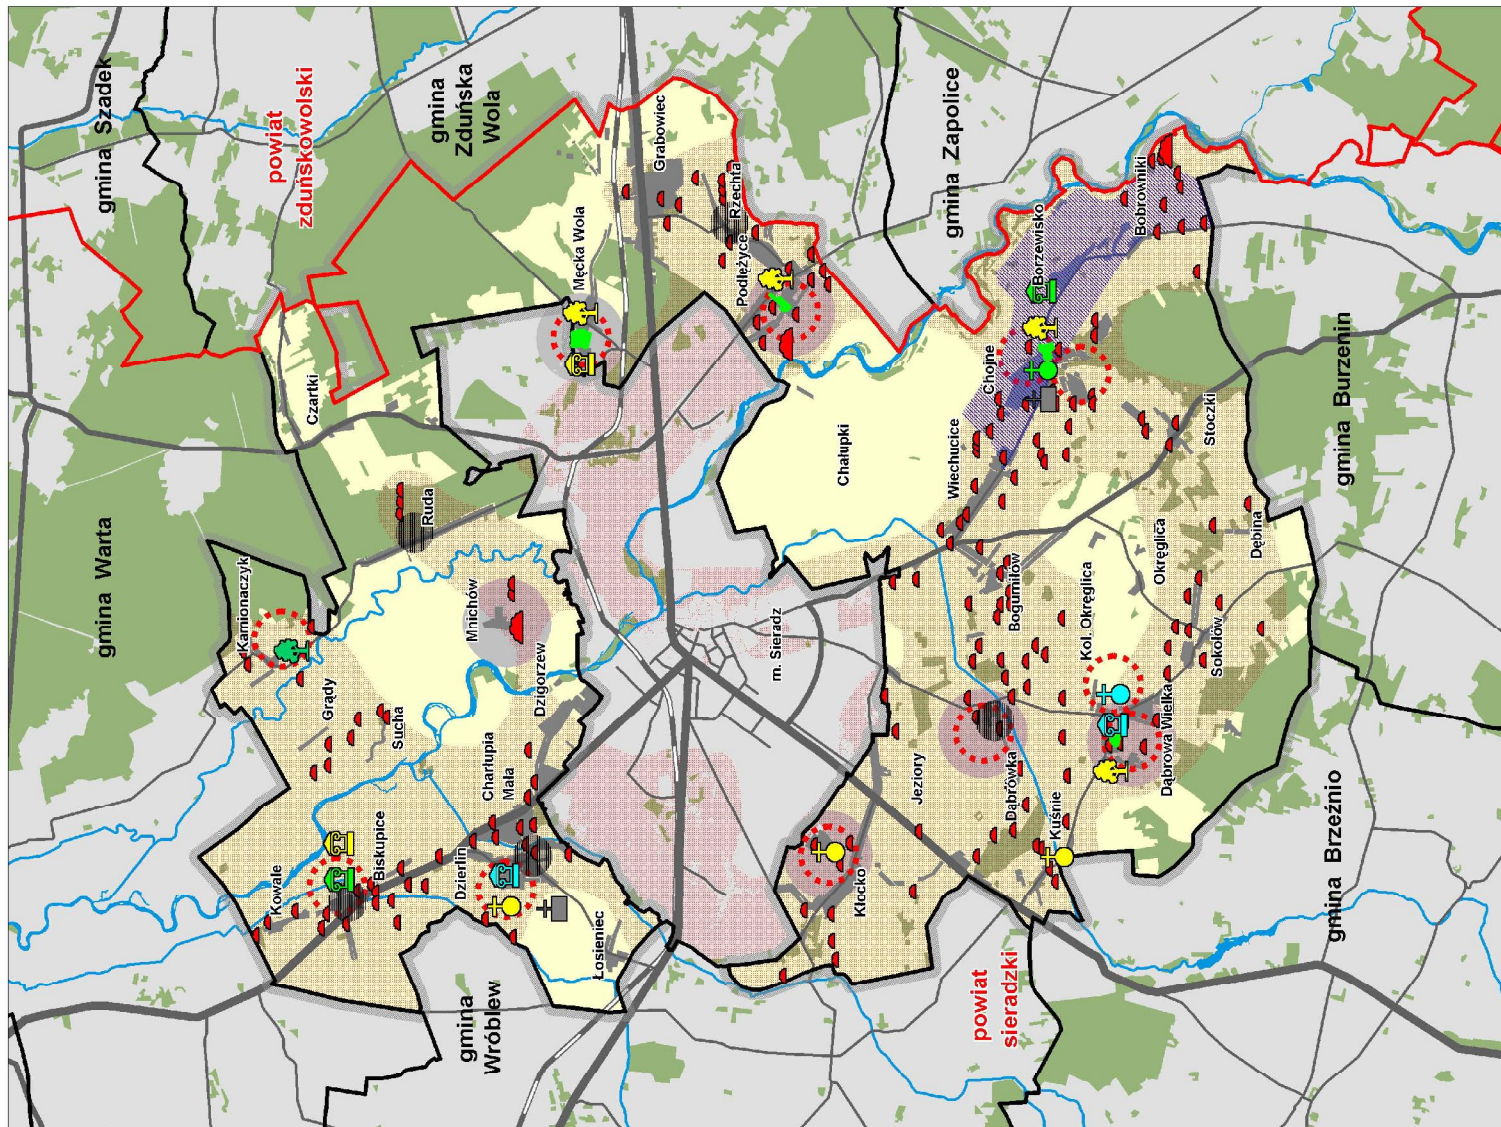 gmina Szadek
powiat
zduńskowolski
gmina
Zduńska
Wola
gmina Zapolice
gmina Warta
gmina Burzenin
gmina Brzeźnio
gmina
Wróblew
powiat
sieradzki
Grabowiec
Rzechta
Podłężyce
Męcka Wola
Czartki
Ruda
Kamionaczyk
Mnichów
Dzigorzew
Grądy
Sucha
Charłupia
Mała
Biskupice
Kowale
Dzierlin
Łosieniec
m. Sieradz
Chałupki
Wiechucice
Chojne
Borzewisko
Bobrowniki
Stoczki
Dębina
Okręglica
Kol. Okręglica
Sokołów
Bogumiłów
Dąbrowa Wielka
Dąbrówka
Kuśnie
Jeziory
Kłocko